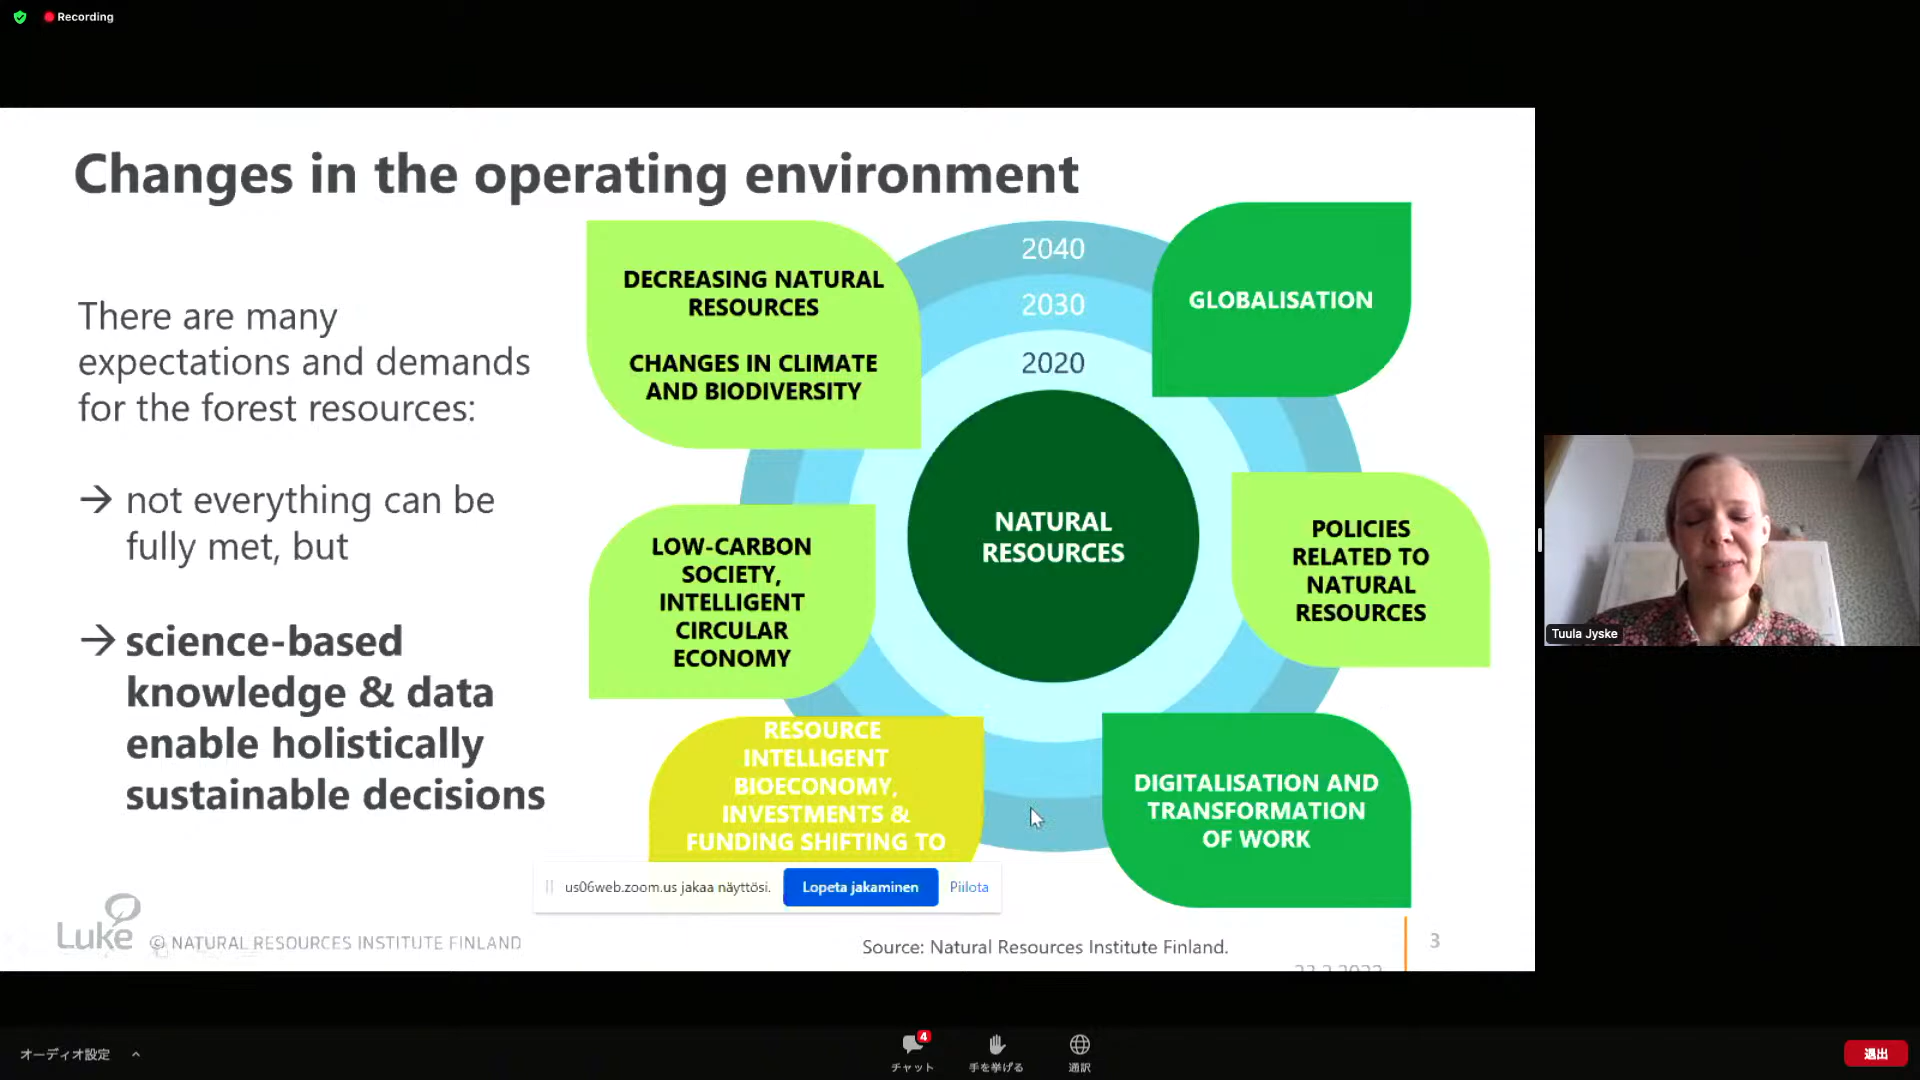 Recording
Changes in the operating environment
There are many
expectations and demands
for the forest resources:
→ not everything can be
fully met, but
→ science-based
knowledge & data
enable holistically
sustainable decisions
DECREASING NATURAL
RESOURCES
CHANGES IN CLIMATE
AND BIODIVERSITY
2040
2030
2020
GLOBALISATION
NATURAL
RESOURCES
LOW-CARBON
SOCIETY,
INTELLIGENT
CIRCULAR
ECONOMY
POLICIES
RELATED TO
NATURAL
RESOURCES
RESOURCE
INTELLIGENT
BIOECONOMY,
INVESTMENTS &
FUNDING SHIFTING TO
DIGITALISATION AND
TRANSFORMATION
OF WORK
us06web.zoom.us jakaa näyttösi.
Lopeta jakaminen
Piilota
Luke
© NATURAL RESOURCES INSTITUTE FINLAND
Source: Natural Resources Institute Finland.
3
Tuula Jyske
オーディオ設定
4
チャット
手を挙げる
通訳
退出